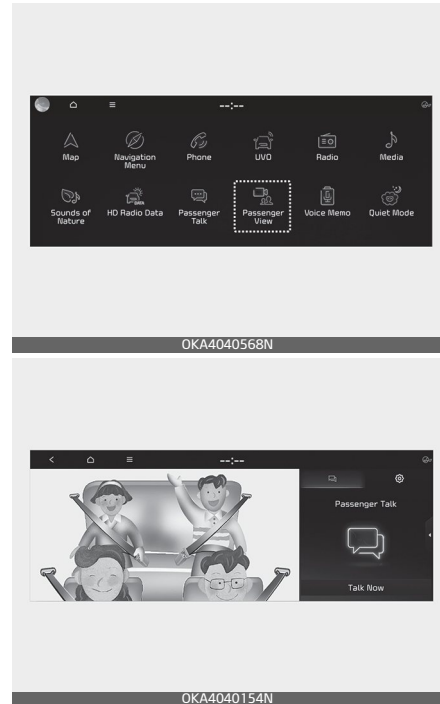 --:--
Map
Navigation
Menu
Phone
UVO
Radio
Media
Sounds of
Nature
HD Radio Data
Passenger
Talk
Passenger
View
Voice Memo
Quiet Mode
OKA4040568N
--:--
Passenger Talk
Talk Now
OKA4040154N